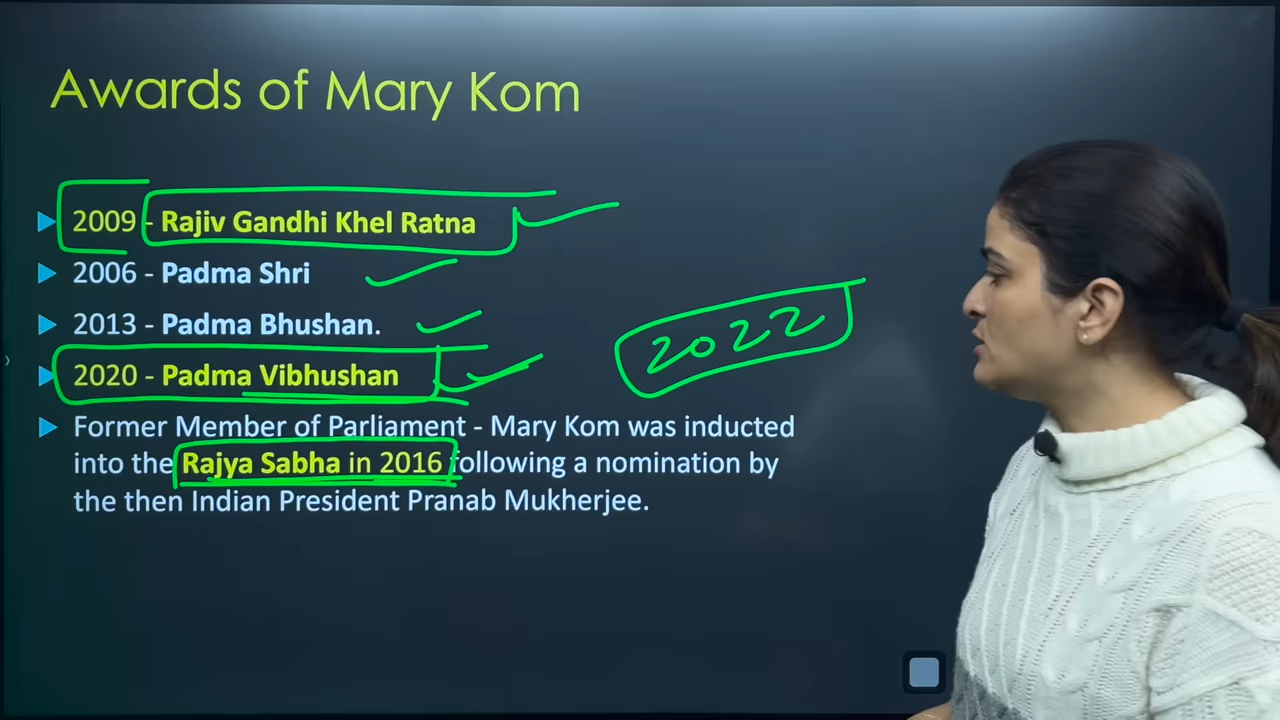 Awards of Mary Kom
2009 - Rajiv Gandhi Khel Ratna
2006 - Padma Shri
2013 - Padma Bhushan.
2020 - Padma Vibhushan
2022
Former Member of Parliament - Mary Kom was inducted
into the Rajya Sabha in 2016 following a nomination by
the then Indian President Pranab Mukherjee.